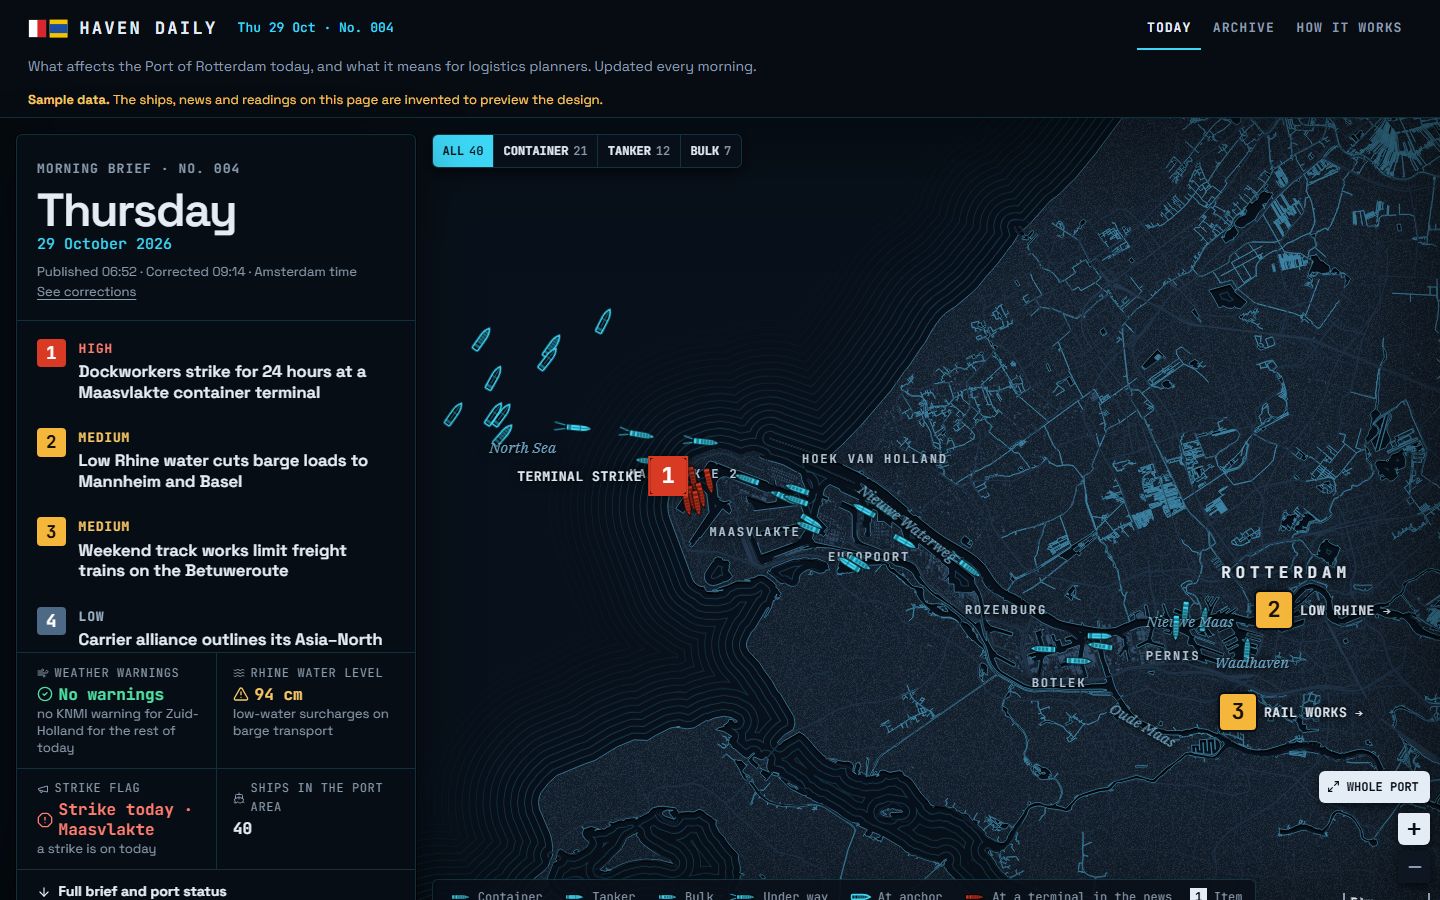 HAVEN DAILY Thu 29 Oct · No. 004
TODAY ARCHIVE HOW IT WORKS
What affects the Port of Rotterdam today, and what it means for logistics planners. Updated every morning.
Sample data. The ships, news and readings on this page are invented to preview the design.
MORNING BRIEF · NO. 004
Thursday
29 October 2026
Published 06:52 · Corrected 09:14 · Amsterdam time
See corrections
1 HIGH
Dockworkers strike for 24 hours at a
Maasvlakte container terminal
2 MEDIUM
Low Rhine water cuts barge loads to
Mannheim and Basel
3 MEDIUM
Weekend track works limit freight
trains on the Betuweroute
4 LOW
Carrier alliance outlines its Asia–North
WEATHER WARNINGS
No warnings
no KNMI warning for Zuid-
Holland for the rest of
today
RHINE WATER LEVEL
94 cm
low-water surcharges on
barge transport
STRIKE FLAG
Strike today ·
Maasvlakte
a strike is on today
SHIPS IN THE PORT
AREA
40
↓ Full brief and port status
ALL 40 CONTAINER 21 TANKER 12 BULK 7
North Sea
TERMINAL STRIKE 1
HOEK VAN HOLLAND
Nieuwe Waterweg
MAASVLAKTE
EUROPOORT
ROTTERDAM
ROZENBURG
2 LOW RHINE →
Nieuwe Maas
PERNIS
Waalhaven
BOTLEK
Oude Maas
3 RAIL WORKS →
WHOLE PORT
+
−
Container Tanker Bulk Under way At anchor At a terminal in the news 1 Item